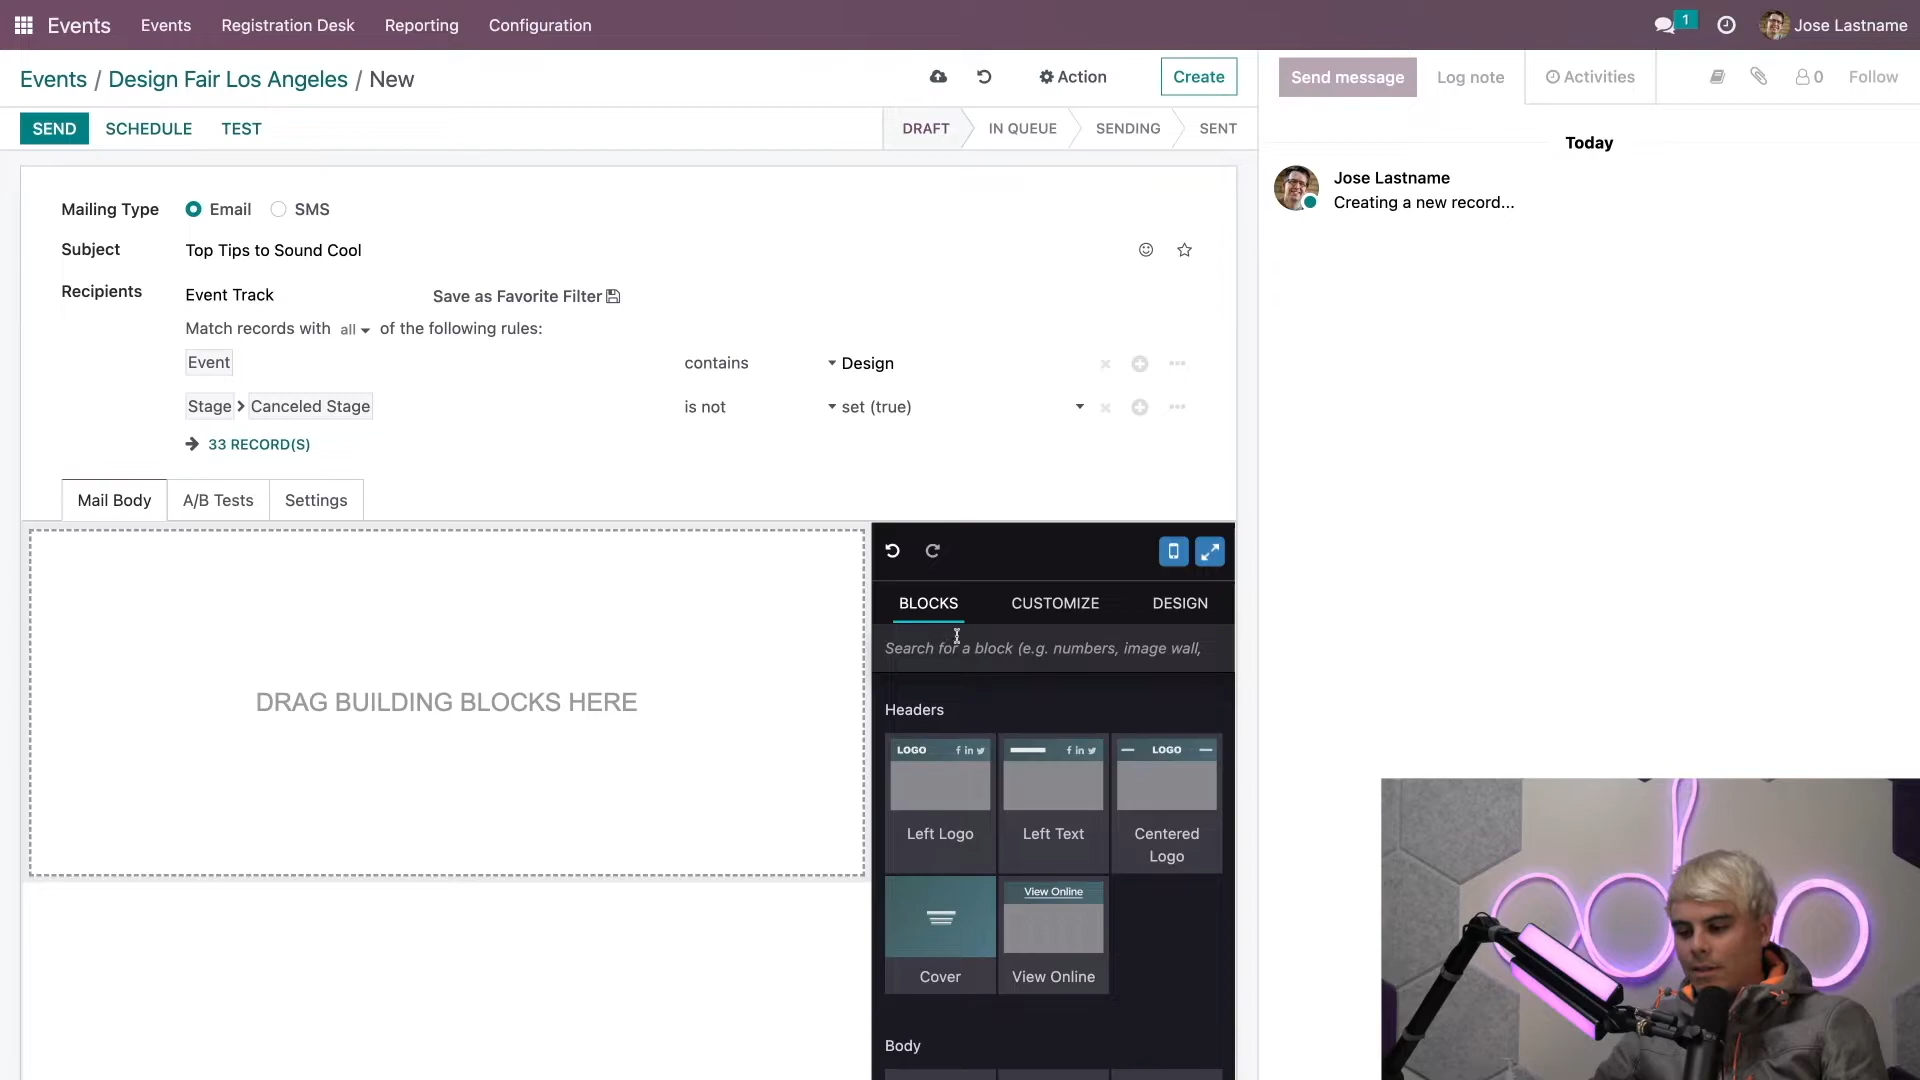 Events Events Registration Desk Reporting Configuration 1 Jose Lastname
Events / Design Fair Los Angeles / New Action Create Send message Log note Activities 0 Follow
SEND SCHEDULE TEST DRAFT IN QUEUE SENDING SENT
Today
Jose Lastname
Creating a new record...
Mailing Type Email SMS
Subject Top Tips to Sound Cool
Recipients Event Track Save as Favorite Filter
Match records with all of the following rules:
Event contains Design
Stage Canceled Stage is not set (true)
33 RECORD(S)
Mail Body A/B Tests Settings
DRAG BUILDING BLOCKS HERE
BLOCKS CUSTOMIZE DESIGN
Search for a block (e.g. numbers, image wall,
Headers
LOGO LOGO
Left Logo Left Text Centered
Logo
View Online
Cover View Online
Body